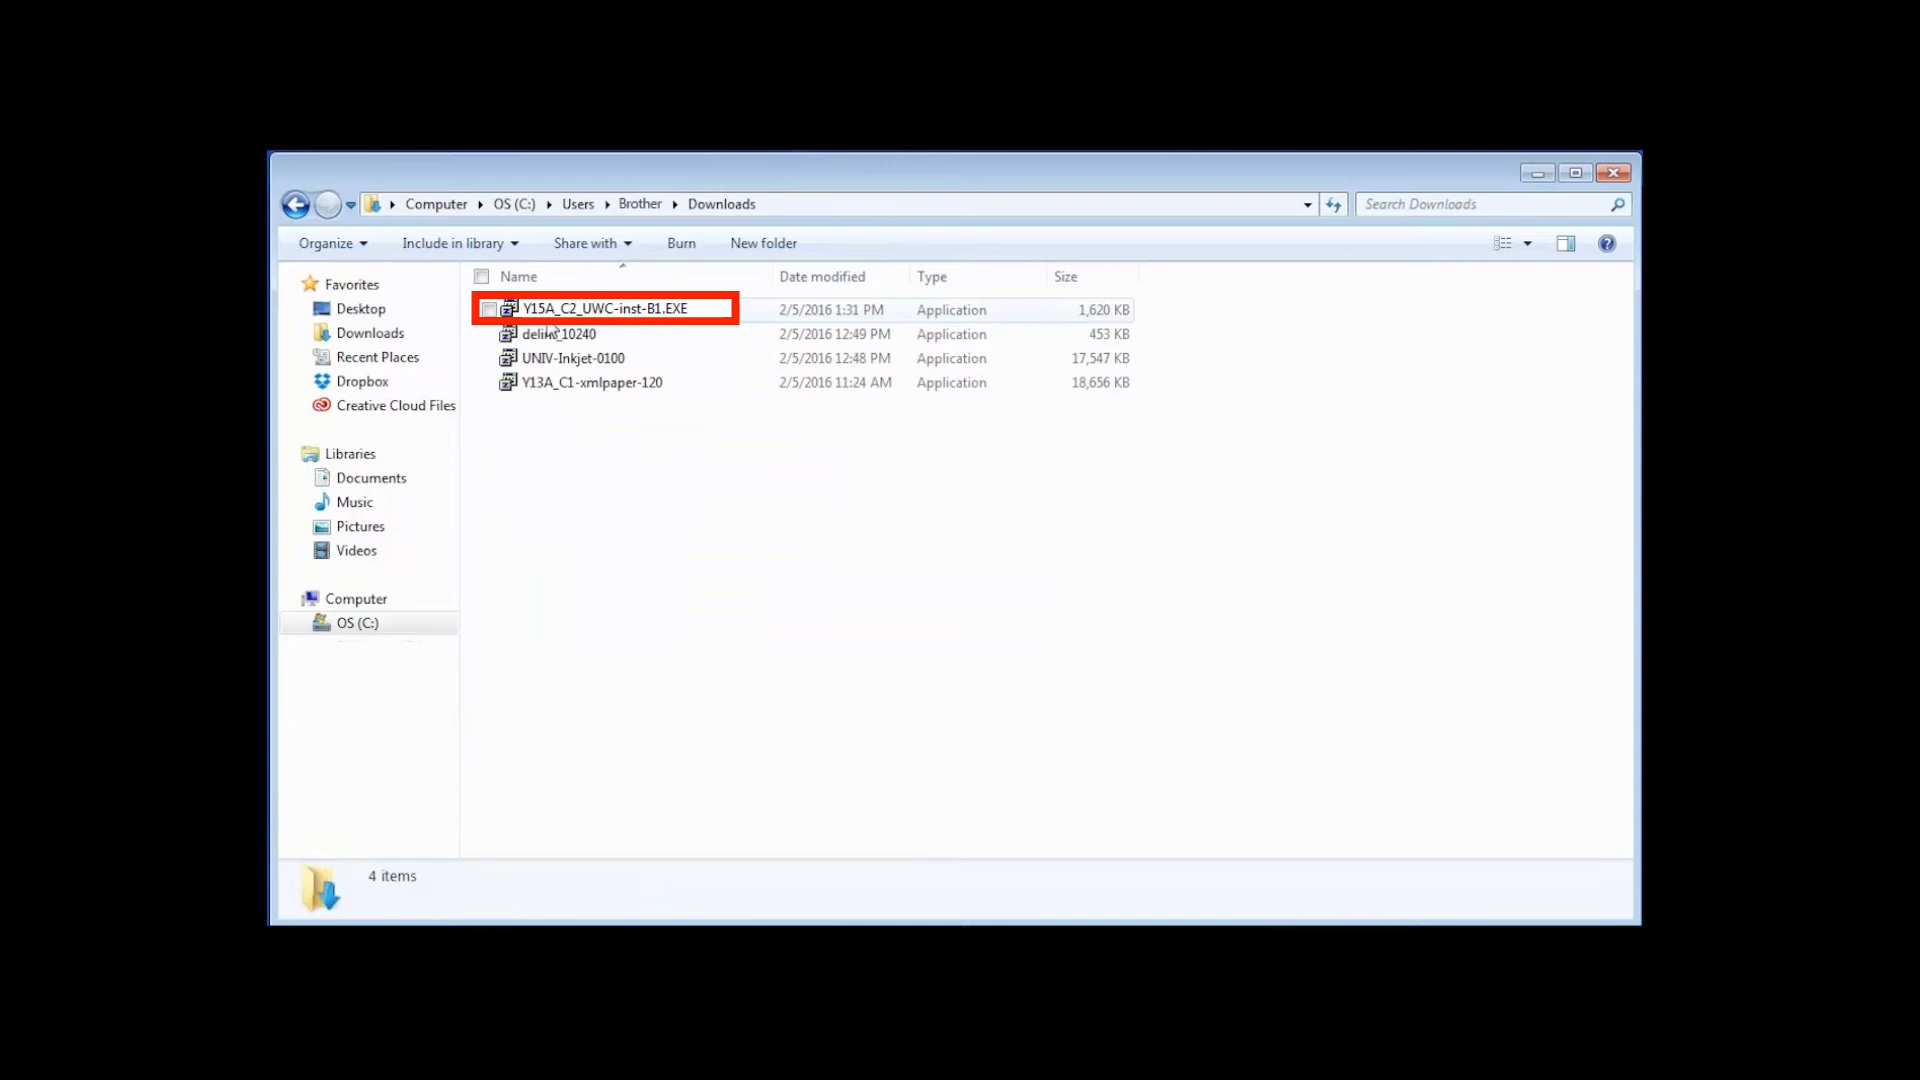 Computer OS (C:) Users Brother Downloads Search Downloads
Organize Include in library Share with Burn New folder
Name Date modified Type Size
Y15A_C2_UWC-inst-B1.EXE 2/5/2016 1:31 PM Application 1,620 KB
2/5/2016 12:49 PM Application 453 KB
UNIV-Inkjet-0100 2/5/2016 12:48 PM Application 17,547 KB
Y13A_C1-xmlpaper-120 2/5/2016 11:24 AM Application 18,656 KB
Favorites
Desktop
Downloads
Recent Places
Dropbox
Creative Cloud Files
Libraries
Documents
Music
Pictures
Videos
Computer
OS (C:)
4 items